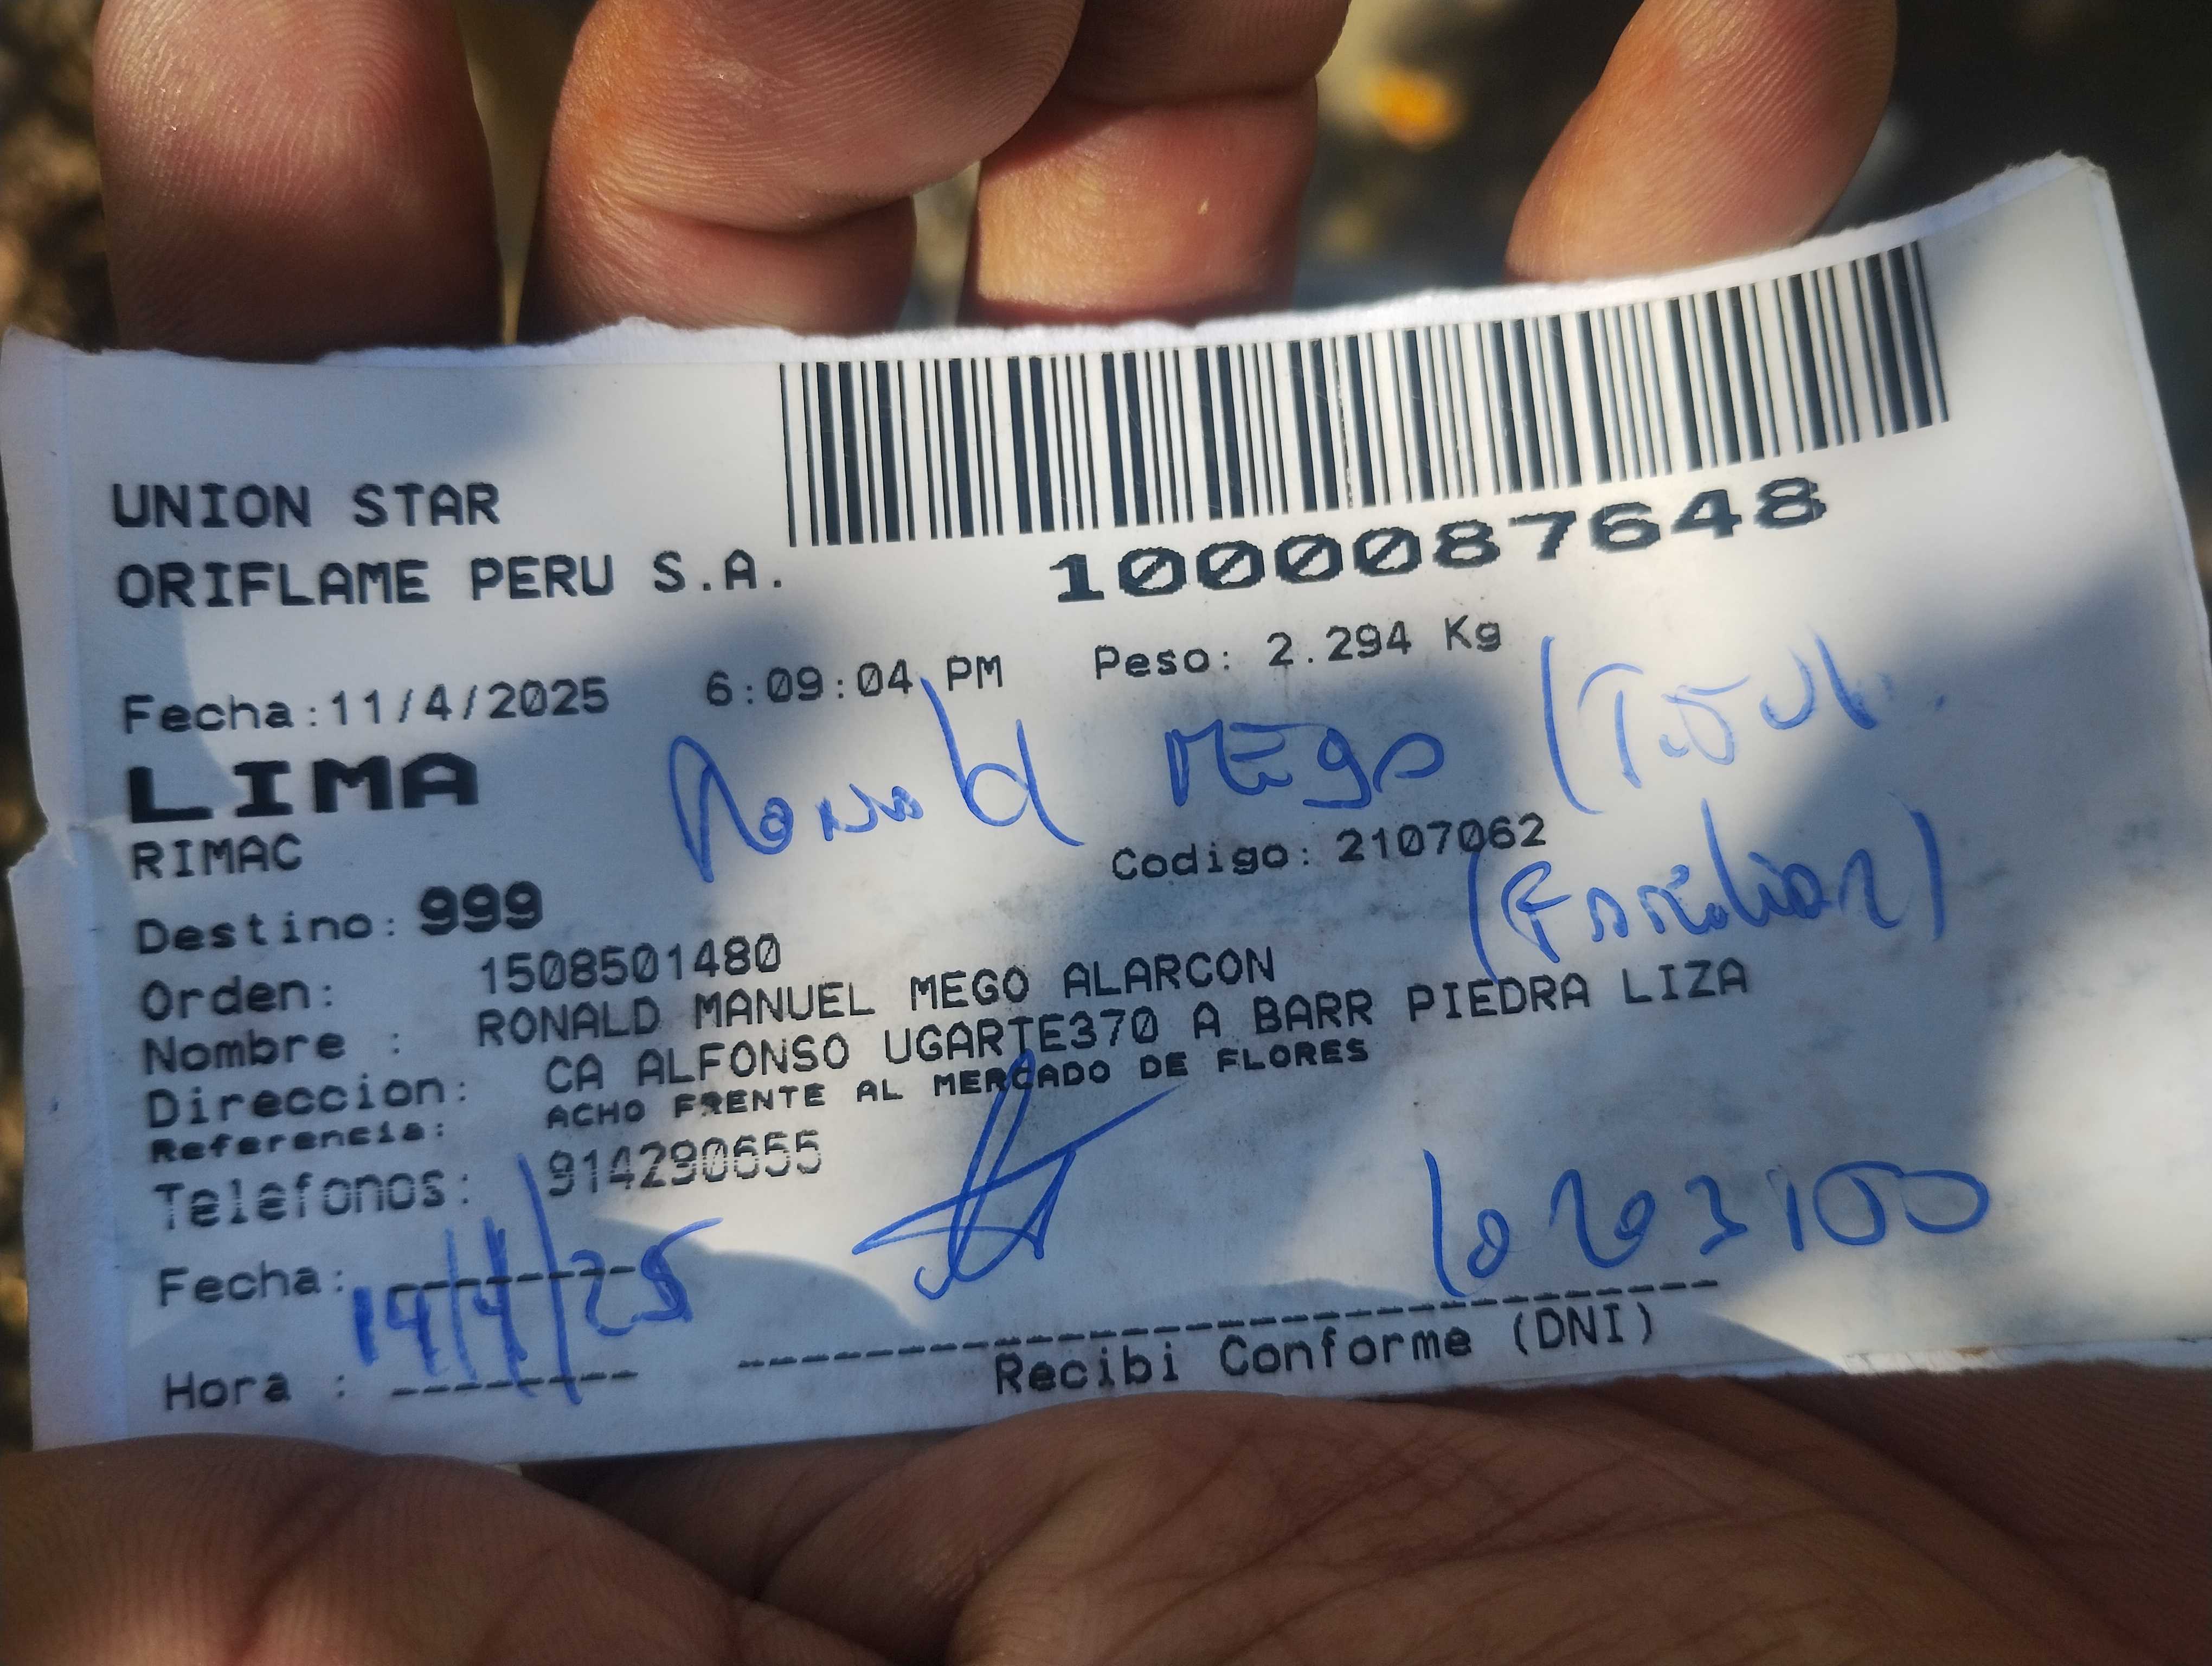 UNION STAR
ORIFLAME PERU S.A.
1000087648
Fecha:11/4/2025 6:09:04 PM Peso: 2.294 Kg
LIMA
Ronald Mego
RIMAC
Codigo: 2107062
(Familiar)
Destino: 999
Orden: 1508501480
Nombre : RONALD MANUEL MEGO ALARCON
Direccion: CA ALFONSO UGARTE370 A BARR PIEDRA LIZA
Referencia: ACHO FRENTE AL MERCADO DE FLORES
Telefonos: 914290655
Fecha: 14/4/25
Hora :
Recibi Conforme (DNI)